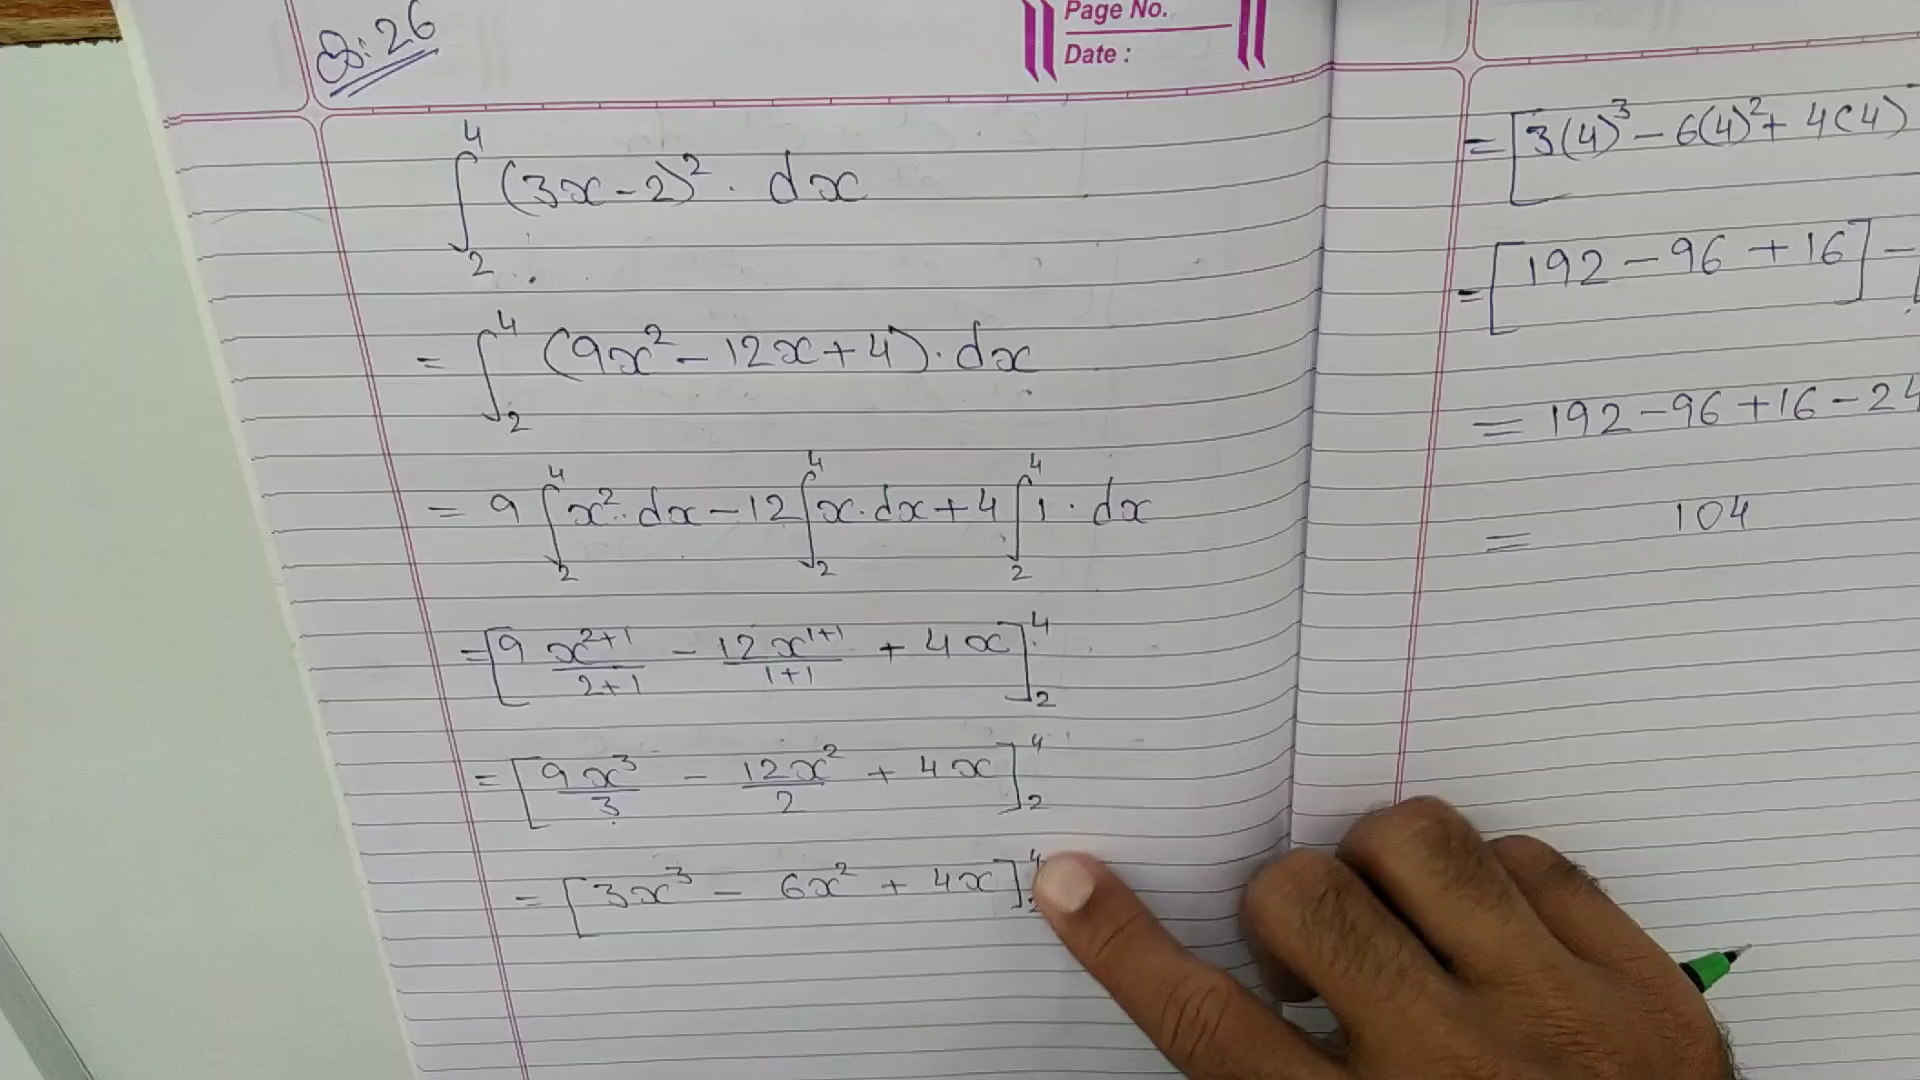 Q:26
Page No.
Date :
∫₂⁴ (3x-2)² · dx
= ∫₂⁴ (9x² - 12x + 4) · dx
= 9 ∫₂⁴ x² · dx - 12 ∫₂⁴ x · dx + 4 ∫₂⁴ 1 · dx
= [9 x²⁺¹/2+1 - 12x¹⁺¹/1+1 + 4x]₂⁴
= [9x³/3 - 12x²/2 + 4x]₂⁴
= [3x³ - 6x² + 4x]₂⁴
= [3(4)³ - 6(4)² + 4(4)
= [192 - 96 + 16] -
= 192 - 96 + 16 - 24
= 104